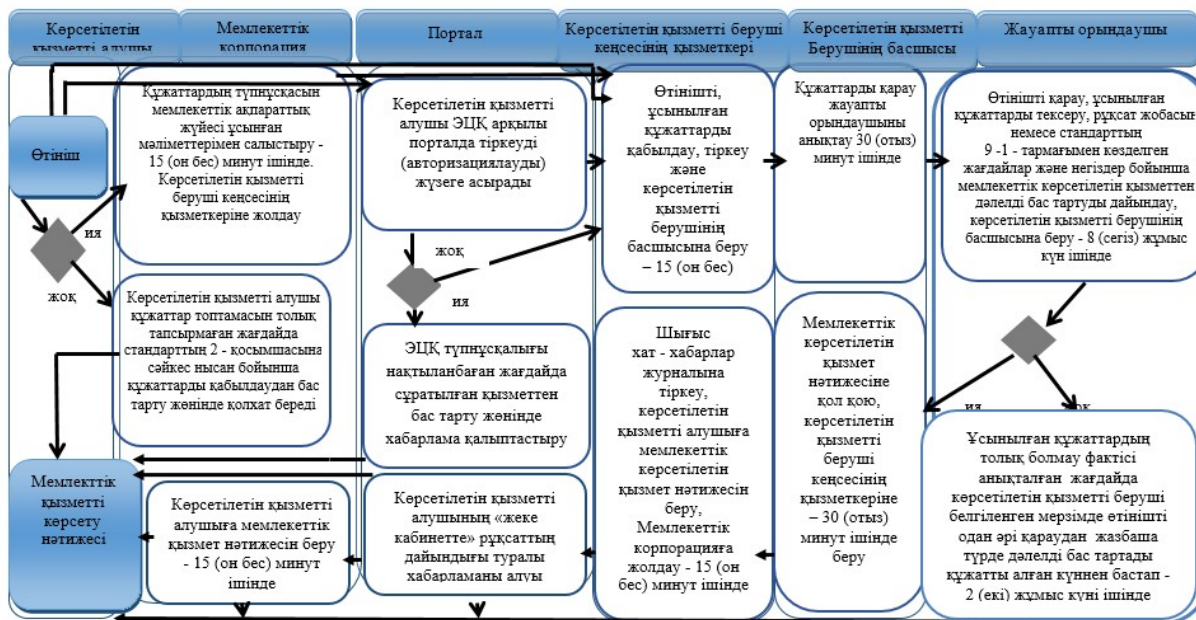 Көрсетілетін
қызметті алушы
Мемлекеттік
корпорация
Портал
Көрсетілетін қызметті беруші
кеңсесінің қызметкері
Көрсетілетін қызметті
Берушінің басшысы
Жауапты орындаушы
Өтініш
ия
жоқ
Құжаттардың түпнұсқасын
мемлекеттік ақпараттық
жүйесі ұсынған
мәліметтерімен салыстыру -
15 (он бес) минут ішінде.
Көрсетілетін қызметті
беруші кеңсесінің
қызметкеріне жолдау
Көрсетілетін қызметті алушы
құжаттар топтамасын толық
тапсырмаған жағдайда
стандарттың 2 - қосымшасына
сәйкес нысан бойынша
құжаттарды қабылдаудан бас
тарту жөнінде қолхат береді
Көрсетілетін қызметті
алушы ЭЦҚ арқылы
порталда тіркеуді
(авторизациялауды)
жүзеге асырады
жоқ
ия
ЭЦҚ түпнұсқалығы
нақтыланбаған жағдайда
сұратылған қызметтен
бас тарту жөнінде
хабарлама қалыптастыру
Өтінішті,
ұсынылған
құжаттарды
қабылдау, тіркеу
және
көрсетілетін
қызметті
берушінің
басшысына беру
– 15 (он бес)
Құжаттарды қарау
жауапты
орындаушыны
анықтау 30 (отыз)
минут ішінде
Өтінішті қарау, ұсынылған
құжаттарды тексеру, рұқсат жобасын
немесе стандарттың
9 -1 - тармағымен көзделген
жағдайлар және негіздер бойынша
мемлекеттік көрсетілетін қызметтен
дәлелді бас тартуды дайындау,
көрсетілетін қызметті берушінің
басшысына беру - 8 (сегіз) жұмыс
күн ішінде
ия
жоқ
Ұсынылған құжаттардың
толық болмау фактісі
анықталған жағдайда
көрсетілетін қызметті беруші
белгіленген мерзімде өтінішті
одан әрі қараудан жазбаша
түрде дәлелді бас тартады
құжатты алған күннен бастап -
2 (екі) жұмыс күні ішінде
Мемлекеттік
көрсетілетін
қызмет
нәтижесіне
қол қою,
көрсетілетін
қызметті
беруші
кеңсесінің
қызметкеріне
– 30 (отыз)
минут ішінде
беру
Шығыс
хат - хабарлар
журналына
тіркеу,
көрсетілетін
қызметті алушыға
мемлекеттік
көрсетілетін
қызмет нәтижесін
беру,
Мемлекеттік
корпорацияға
жолдау - 15 (он
бес) минут ішінде
Көрсетілетін қызметті
алушының «жеке
кабинетте» рұқсаттың
дайындығы туралы
хабарламаны алуы
Көрсетілетін қызметті
алушыға мемлекеттік
қызмет нәтижесін беру
- 15 (он бес) минут
ішінде
Мемлекттік
қызметті
көрсету
нәтижесі